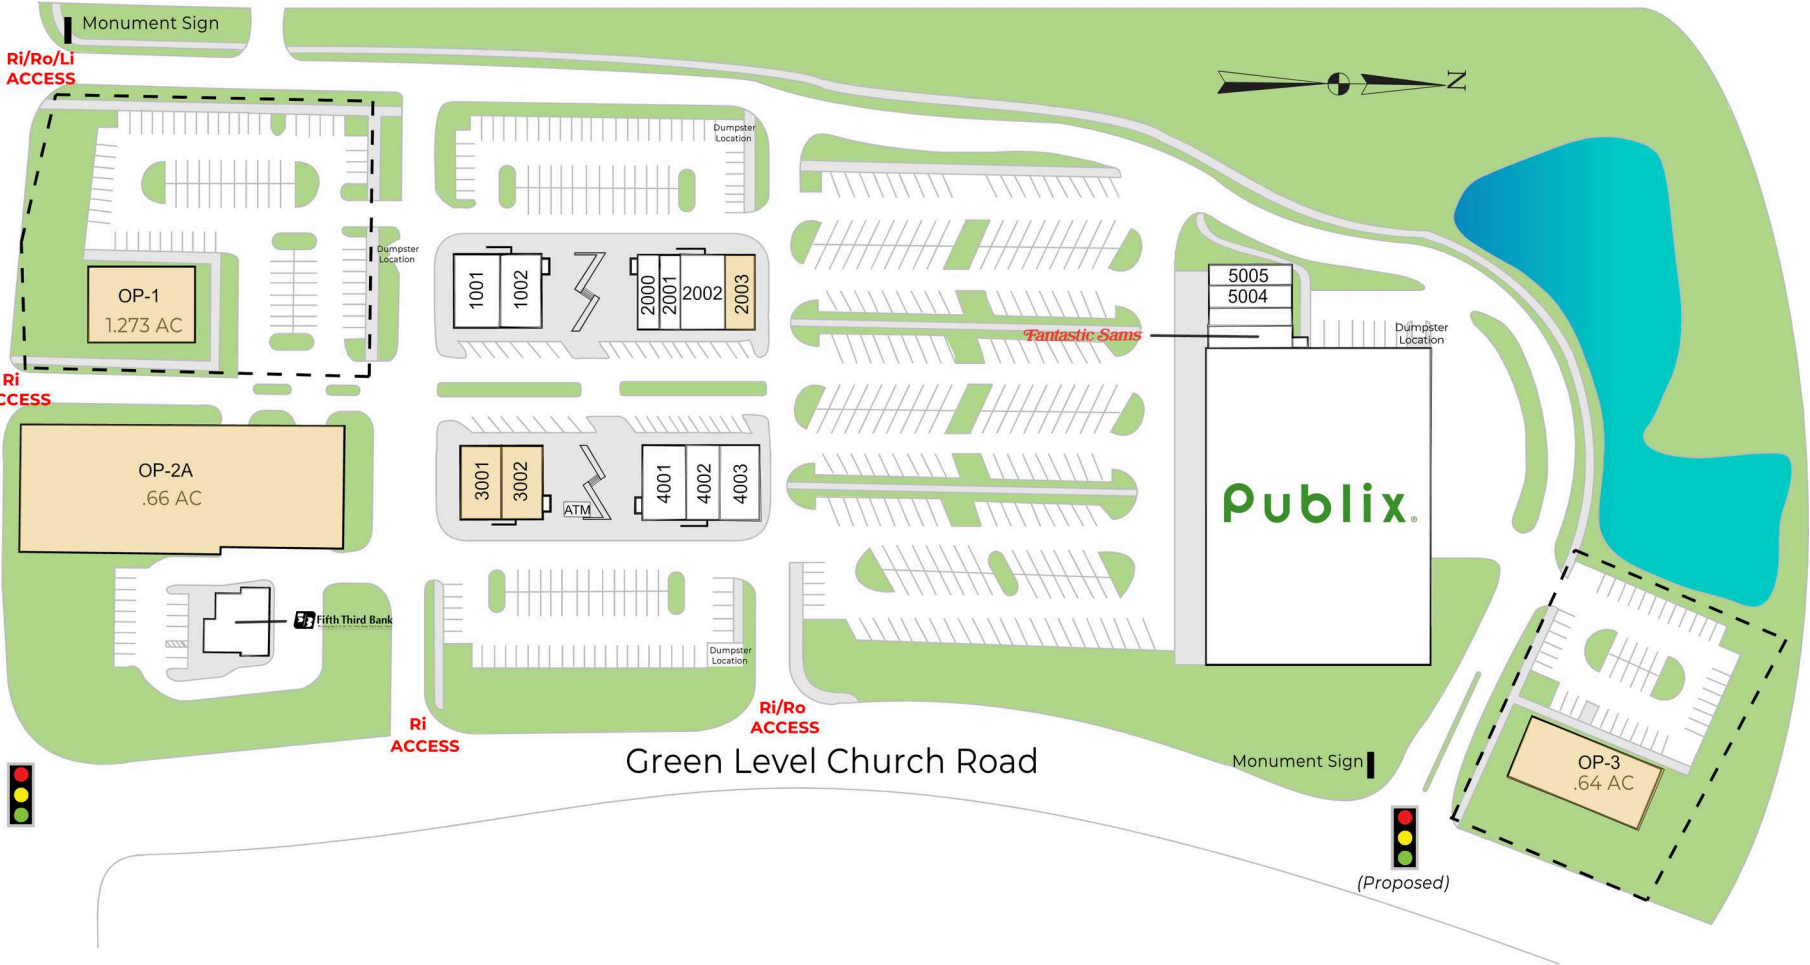 Monument Sign
Ri/Ro/Li
ACCESS
N
Dumpster
Location
Dumpster
Location
OP-1
1.273 AC
1001
1002
2000
2001
2002
2003
5005
5004
Fantastic Sams
Dumpster
Location
Ri
CCESS
OP-2A
.66 AC
3001
3002
ATM
4001
4002
4003
Publix®
Fifth Third Bank
Dumpster
Location
Ri
ACCESS
Ri/Ro
ACCESS
Green Level Church Road
Monument Sign
OP-3
.64 AC
(Proposed)